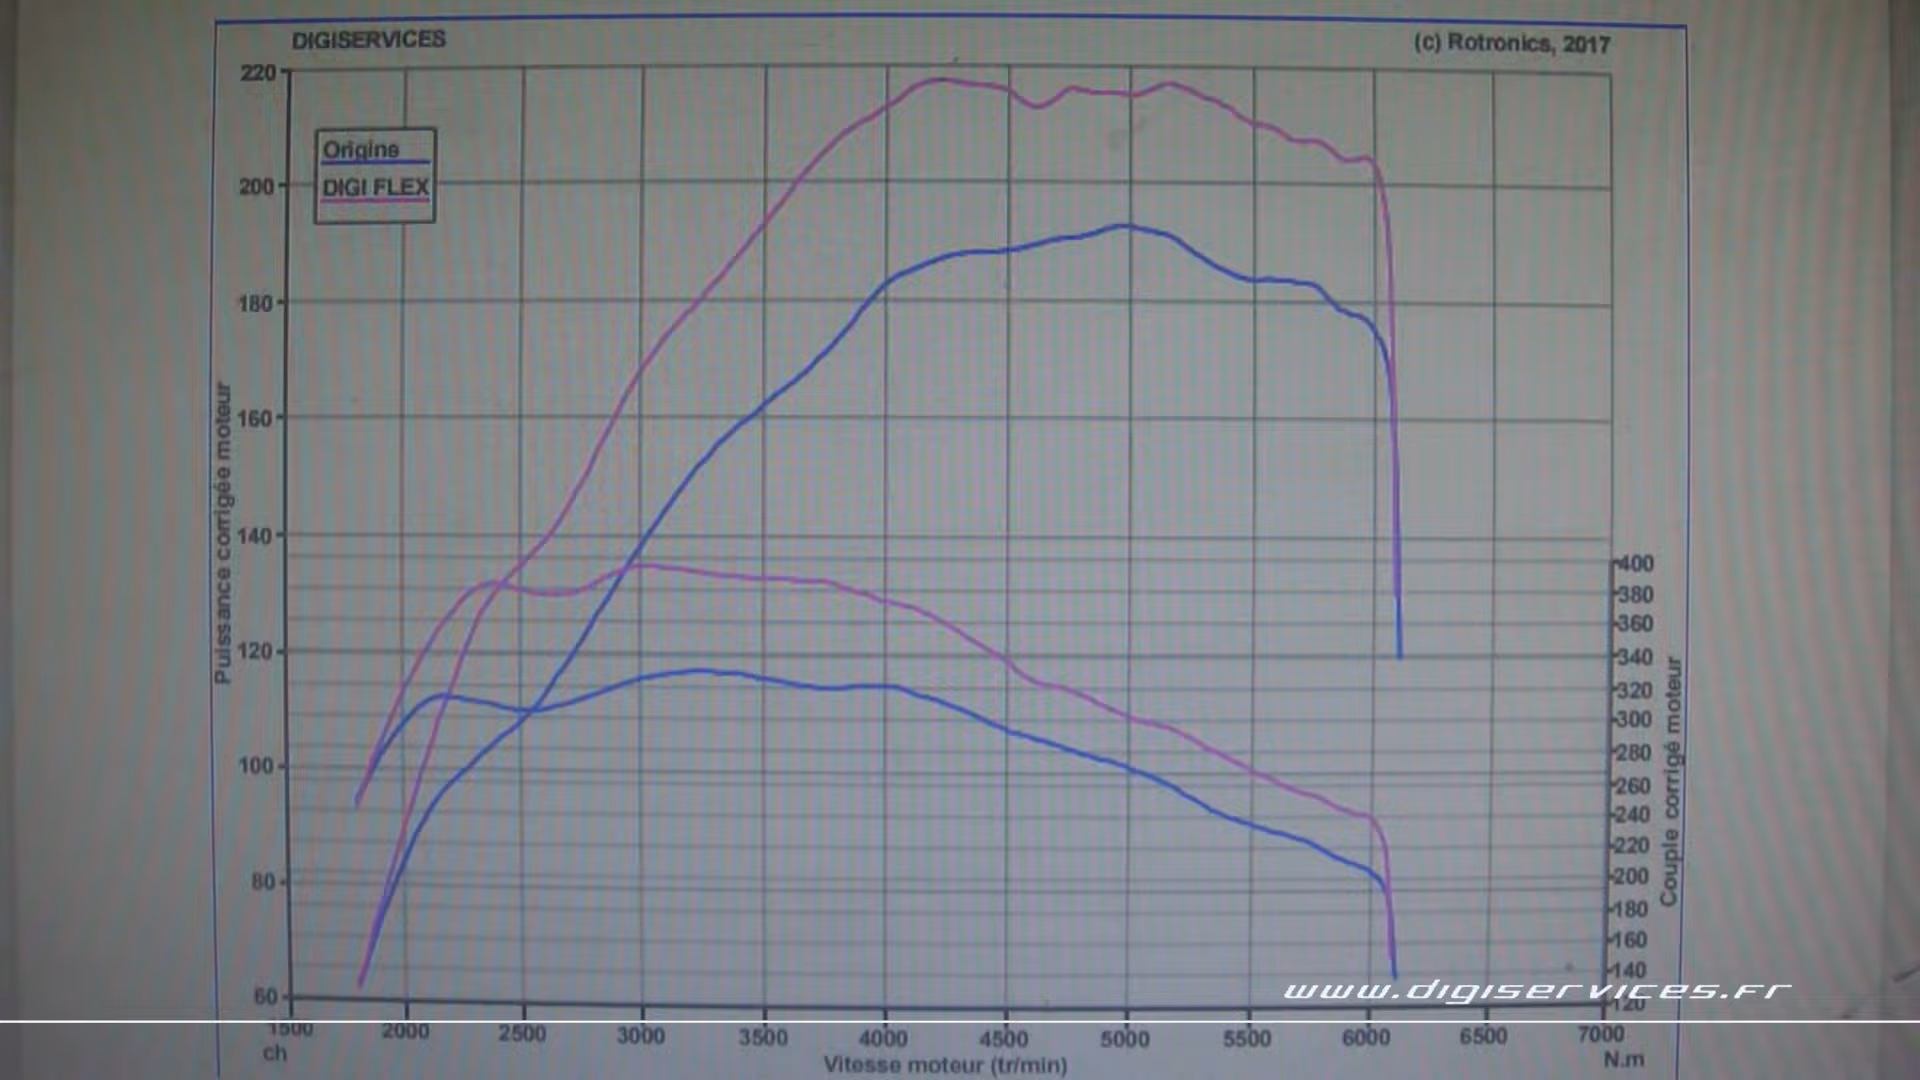 DIGISERVICES
(c) Rotronics, 2017
220
Origine
DIGI FLEX
200
180
160
140
120
100
80
60
Puissance corrigée moteur
400
380
360
340
320
300
280
260
240
220
200
180
160
140
120
Couple corrigé moteur
www.digiservices.fr
1500 2000 2500 3000 3500 4000 4500 5000 5500 6000 6500 7000
ch
Vitesse moteur (tr/min)
N.m